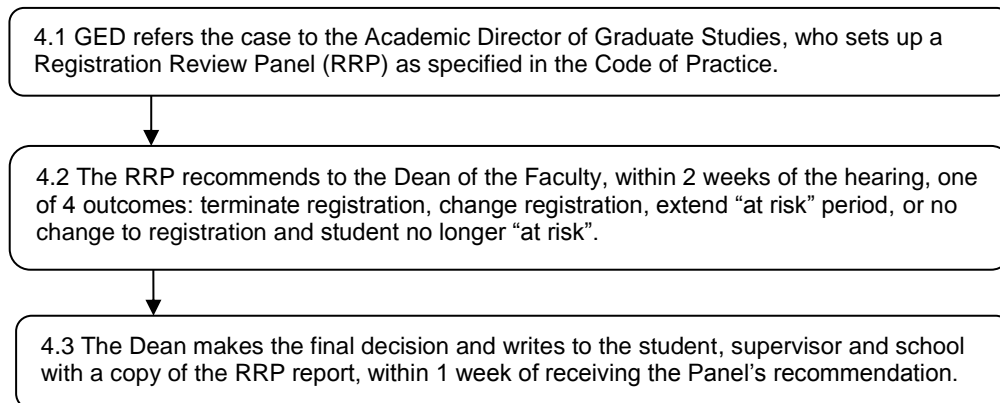 4.1 GED refers the case to the Academic Director of Graduate Studies, who sets up a
Registration Review Panel (RRP) as specified in the Code of Practice.
4.2 The RRP recommends to the Dean of the Faculty, within 2 weeks of the hearing, one
of 4 outcomes: terminate registration, change registration, extend “at risk” period, or no
change to registration and student no longer “at risk”.
4.3 The Dean makes the final decision and writes to the student, supervisor and school
with a copy of the RRP report, within 1 week of receiving the Panel’s recommendation.